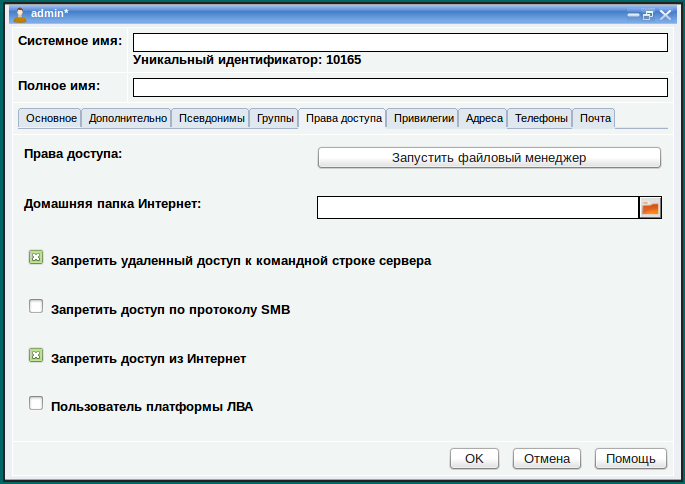 admin*
Системное имя:
Уникальный идентификатор: 10165
Полное имя:
Основное Дополнительно Псевдонимы Группы Права доступа Привилегии Адреса Телефоны Почта
Права доступа: Запустить файловый менеджер
Домашняя папка Интернет:
Запретить удаленный доступ к командной строке сервера
Запретить доступ по протоколу SMB
Запретить доступ из Интернет
Пользователь платформы ЛВА
OK Отмена Помощь